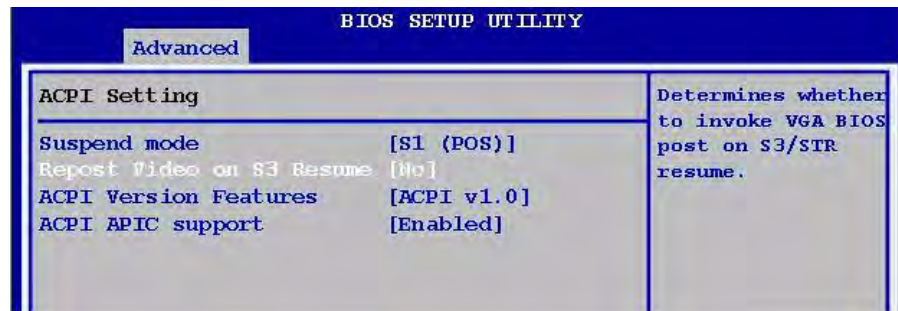 BIOS SETUP UTILITY
Advanced
ACPI Setting
Suspend mode [S1 (POS)]
Repost Video on S3 Resume [No]
ACPI Version Features [ACPI v1.0]
ACPI APIC support [Enabled]
Determines whether
to invoke VGA BIOS
post on S3/STR
resume.